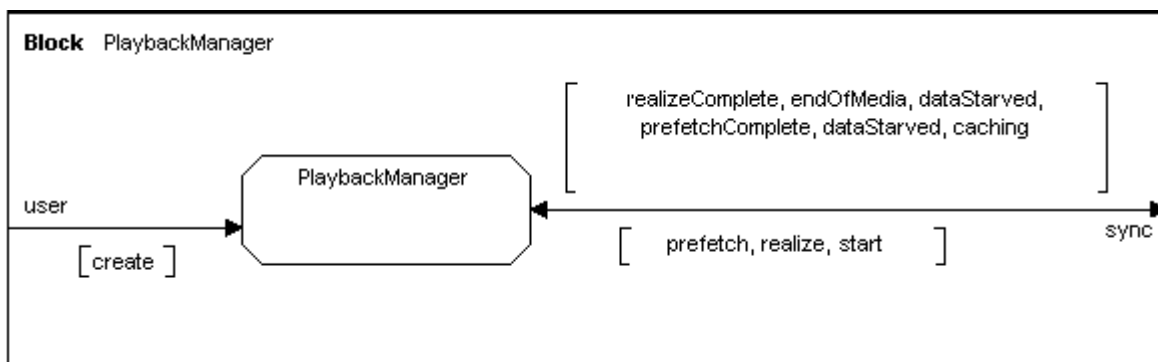 Block PlaybackManager
realizeComplete, endOfMedia, dataStarved,
prefetchComplete, dataStarved, caching
PlaybackManager
user
[create]
[prefetch, realize, start]
sync